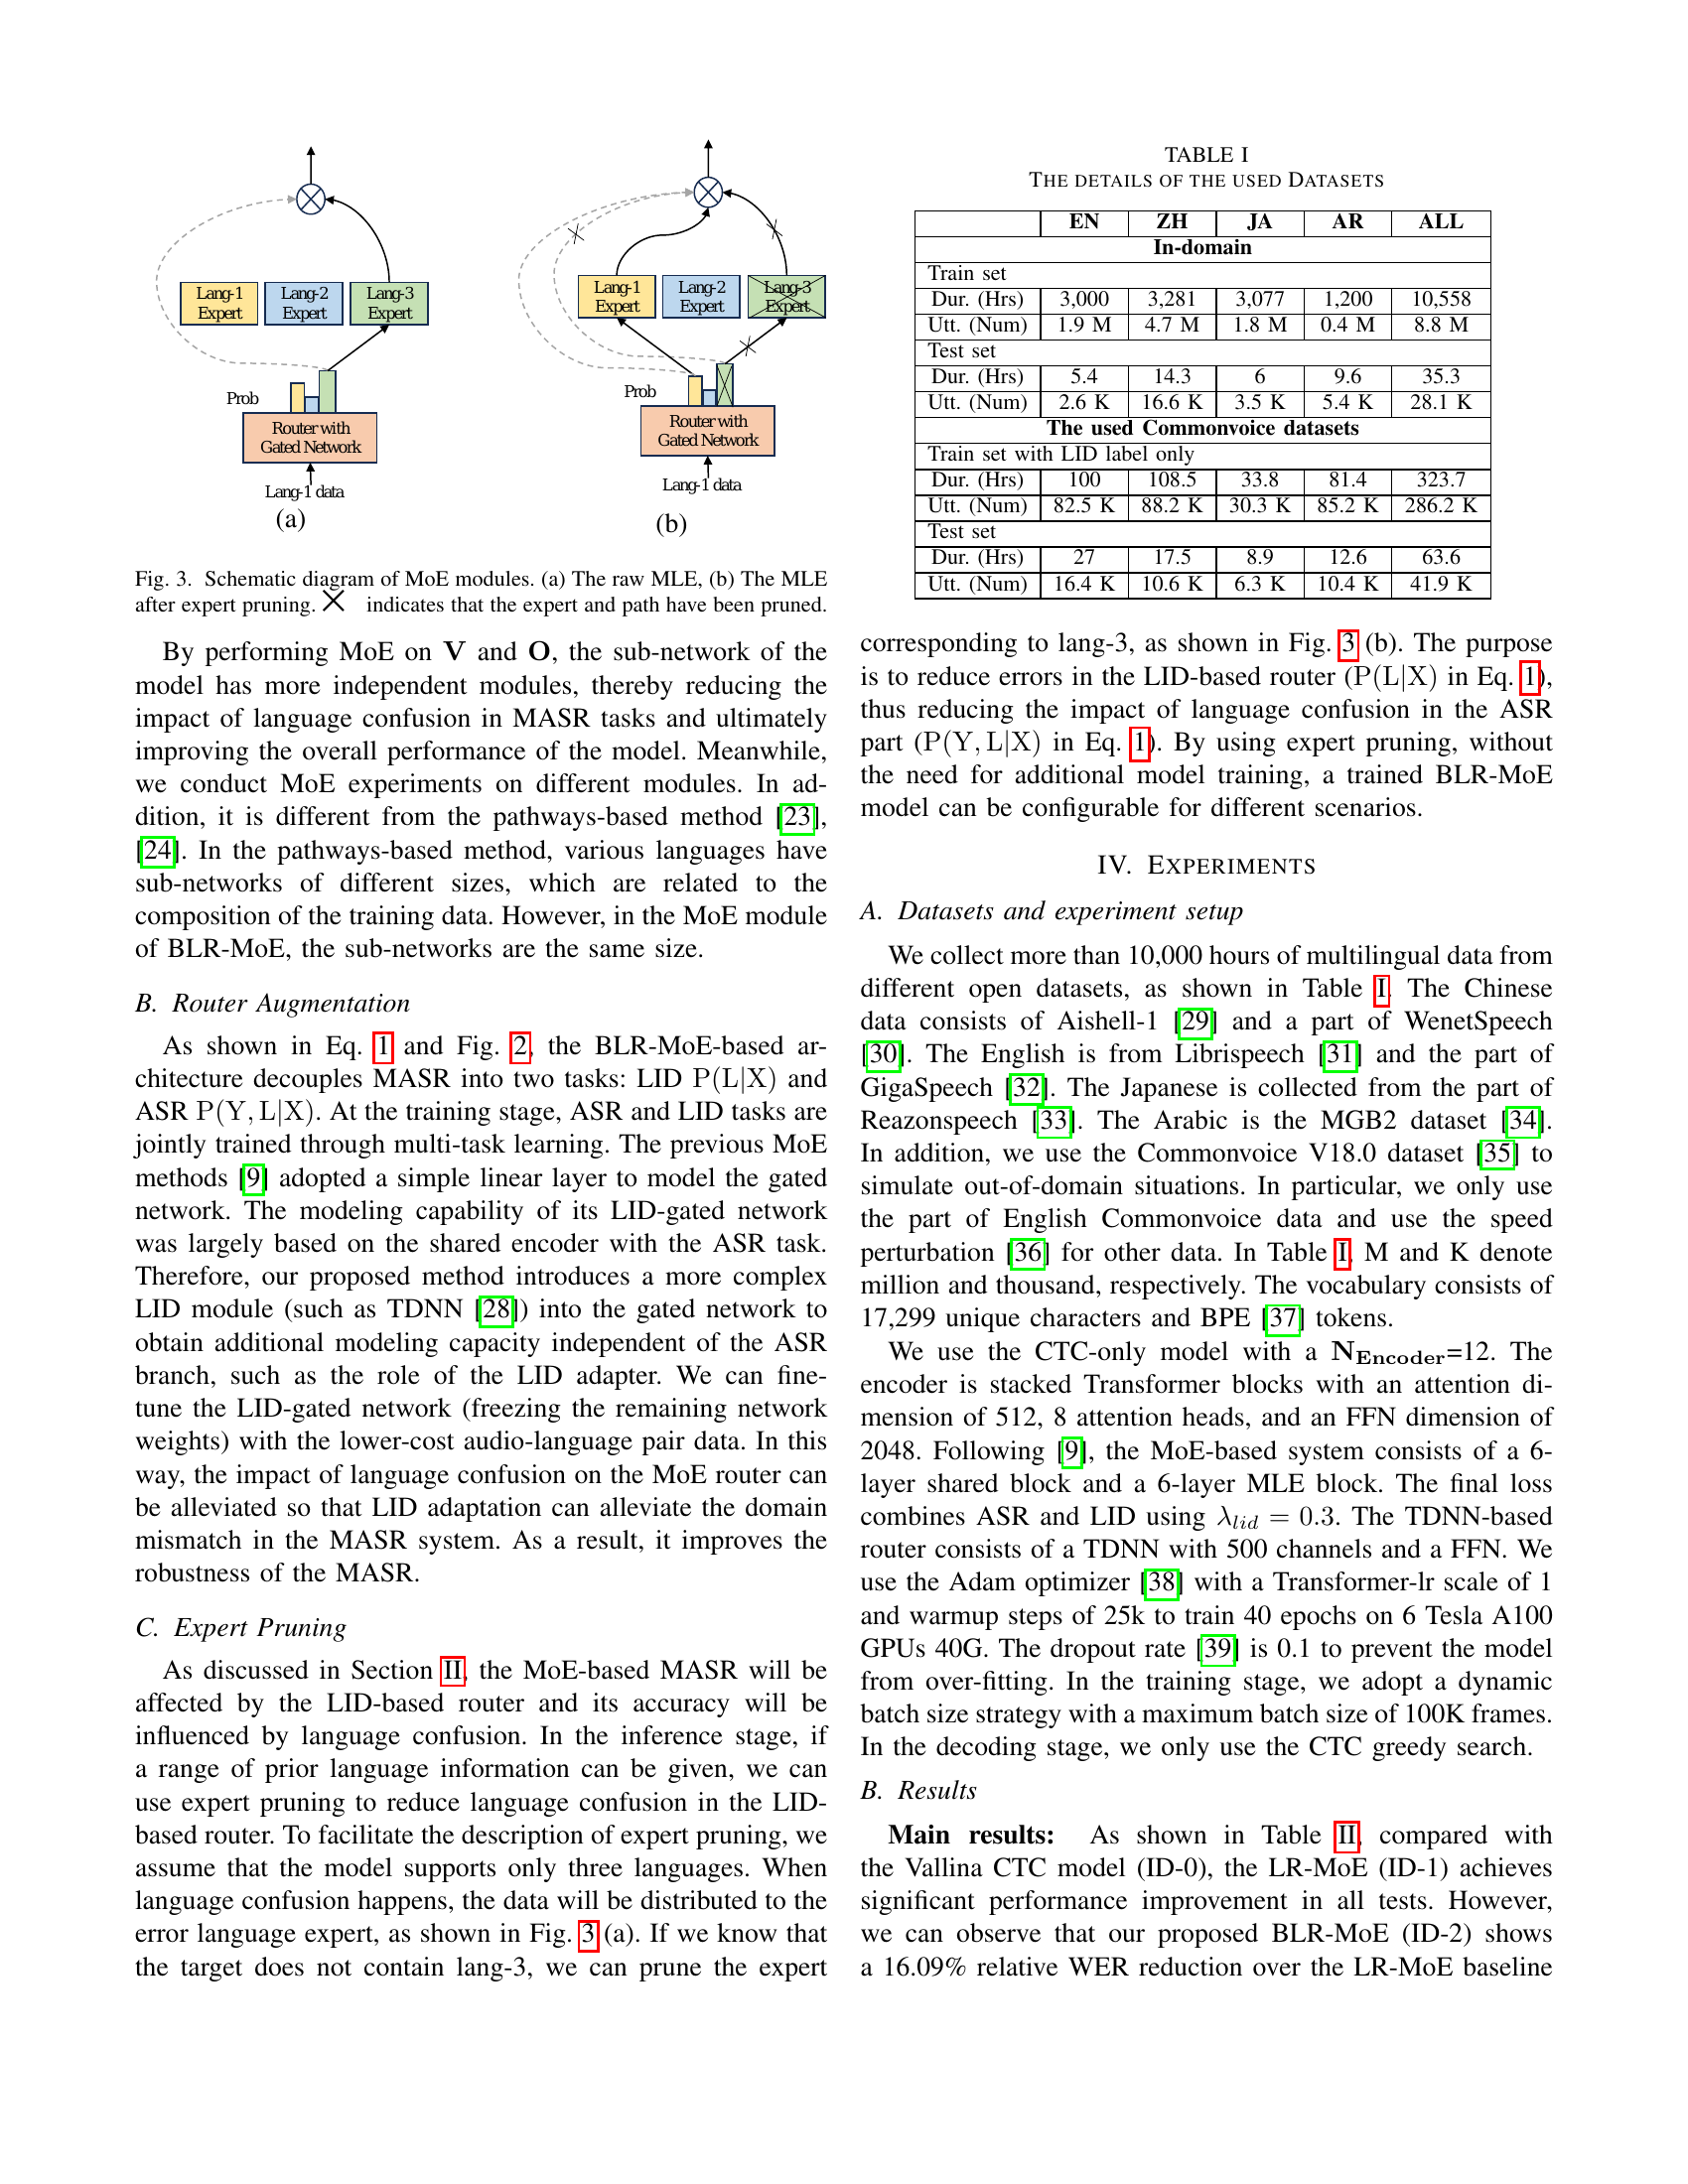 Lang-1 Expert
Lang-2 Expert
Lang-3 Expert
Prob
Router with
Gated Network
Lang-1 data
(a)
Lang-1 Expert
Lang-2 Expert
Lang-3 Expert
Prob
Router with
Gated Network
Lang-1 data
(b)
Fig. 3. Schematic diagram of MoE modules. (a) The raw MLE, (b) The MLE
after expert pruning. ✕ indicates that the expert and path have been pruned.
By performing MoE on V and O, the sub-network of the
model has more independent modules, thereby reducing the
impact of language confusion in MASR tasks and ultimately
improving the overall performance of the model. Meanwhile,
we conduct MoE experiments on different modules. In ad-
dition, it is different from the pathways-based method [23],
[24]. In the pathways-based method, various languages have
sub-networks of different sizes, which are related to the
composition of the training data. However, in the MoE module
of BLR-MoE, the sub-networks are the same size.
B. Router Augmentation
As shown in Eq. 1 and Fig. 2, the BLR-MoE-based ar-
chitecture decouples MASR into two tasks: LID P(L|X) and
ASR P(Y, L|X). At the training stage, ASR and LID tasks are
jointly trained through multi-task learning. The previous MoE
methods [9] adopted a simple linear layer to model the gated
network. The modeling capability of its LID-gated network
was largely based on the shared encoder with the ASR task.
Therefore, our proposed method introduces a more complex
LID module (such as TDNN [28]) into the gated network to
obtain additional modeling capacity independent of the ASR
branch, such as the role of the LID adapter. We can fine-
tune the LID-gated network (freezing the remaining network
weights) with the lower-cost audio-language pair data. In this
way, the impact of language confusion on the MoE router can
be alleviated so that LID adaptation can alleviate the domain
mismatch in the MASR system. As a result, it improves the
robustness of the MASR.
C. Expert Pruning
As discussed in Section II, the MoE-based MASR will be
affected by the LID-based router and its accuracy will be
influenced by language confusion. In the inference stage, if
a range of prior language information can be given, we can
use expert pruning to reduce language confusion in the LID-
based router. To facilitate the description of expert pruning, we
assume that the model supports only three languages. When
language confusion happens, the data will be distributed to the
error language expert, as shown in Fig. 3 (a). If we know that
the target does not contain lang-3, we can prune the expert
TABLE I
THE DETAILS OF THE USED DATASETS
EN ZH JA AR ALL
In-domain
Train set
Dur. (Hrs) 3,000 3,281 3,077 1,200 10,558
Utt. (Num) 1.9 M 4.7 M 1.8 M 0.4 M 8.8 M
Test set
Dur. (Hrs) 5.4 14.3 6 9.6 35.3
Utt. (Num) 2.6 K 16.6 K 3.5 K 5.4 K 28.1 K
The used Commonvoice datasets
Train set with LID label only
Dur. (Hrs) 100 108.5 33.8 81.4 323.7
Utt. (Num) 82.5 K 88.2 K 30.3 K 85.2 K 286.2 K
Test set
Dur. (Hrs) 27 17.5 8.9 12.6 63.6
Utt. (Num) 16.4 K 10.6 K 6.3 K 10.4 K 41.9 K
corresponding to lang-3, as shown in Fig. 3 (b). The purpose
is to reduce errors in the LID-based router (P(L|X) in Eq. 1),
thus reducing the impact of language confusion in the ASR
part (P(Y, L|X) in Eq. 1). By using expert pruning, without
the need for additional model training, a trained BLR-MoE
model can be configurable for different scenarios.
IV. EXPERIMENTS
A. Datasets and experiment setup
We collect more than 10,000 hours of multilingual data from
different open datasets, as shown in Table I. The Chinese
data consists of Aishell-1 [29] and a part of WenetSpeech
[30]. The English is from Librispeech [31] and the part of
GigaSpeech [32]. The Japanese is collected from the part of
Reazonspeech [33]. The Arabic is the MGB2 dataset [34].
In addition, we use the Commonvoice V18.0 dataset [35] to
simulate out-of-domain situations. In particular, we only use
the part of English Commonvoice data and use the speed
perturbation [36] for other data. In Table I, M and K denote
million and thousand, respectively. The vocabulary consists of
17,299 unique characters and BPE [37] tokens.
We use the CTC-only model with a N_Encoder=12. The
encoder is stacked Transformer blocks with an attention di-
mension of 512, 8 attention heads, and an FFN dimension of
2048. Following [9], the MoE-based system consists of a 6-
layer shared block and a 6-layer MLE block. The final loss
combines ASR and LID using λ_lid = 0.3. The TDNN-based
router consists of a TDNN with 500 channels and a FFN. We
use the Adam optimizer [38] with a Transformer-lr scale of 1
and warmup steps of 25k to train 40 epochs on 6 Tesla A100
GPUs 40G. The dropout rate [39] is 0.1 to prevent the model
from over-fitting. In the training stage, we adopt a dynamic
batch size strategy with a maximum batch size of 100K frames.
In the decoding stage, we only use the CTC greedy search.
B. Results
Main results: As shown in Table II, compared with
the Vallina CTC model (ID-0), the LR-MoE (ID-1) achieves
significant performance improvement in all tests. However,
we can observe that our proposed BLR-MoE (ID-2) shows
a 16.09% relative WER reduction over the LR-MoE baseline